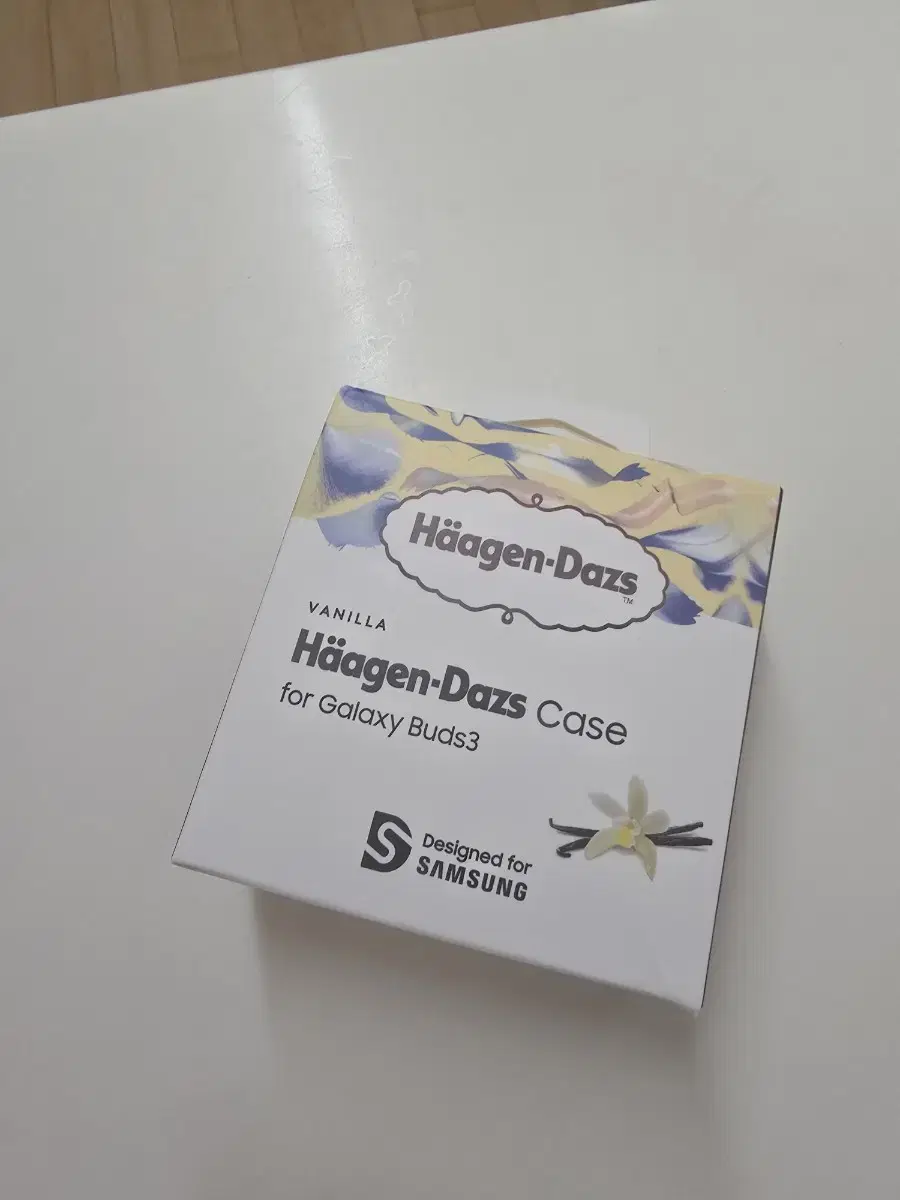 Häagen-Dazs
TM
VANILLA
Häagen-Dazs Case
for Galaxy Buds3
Designed for
SAMSUNG